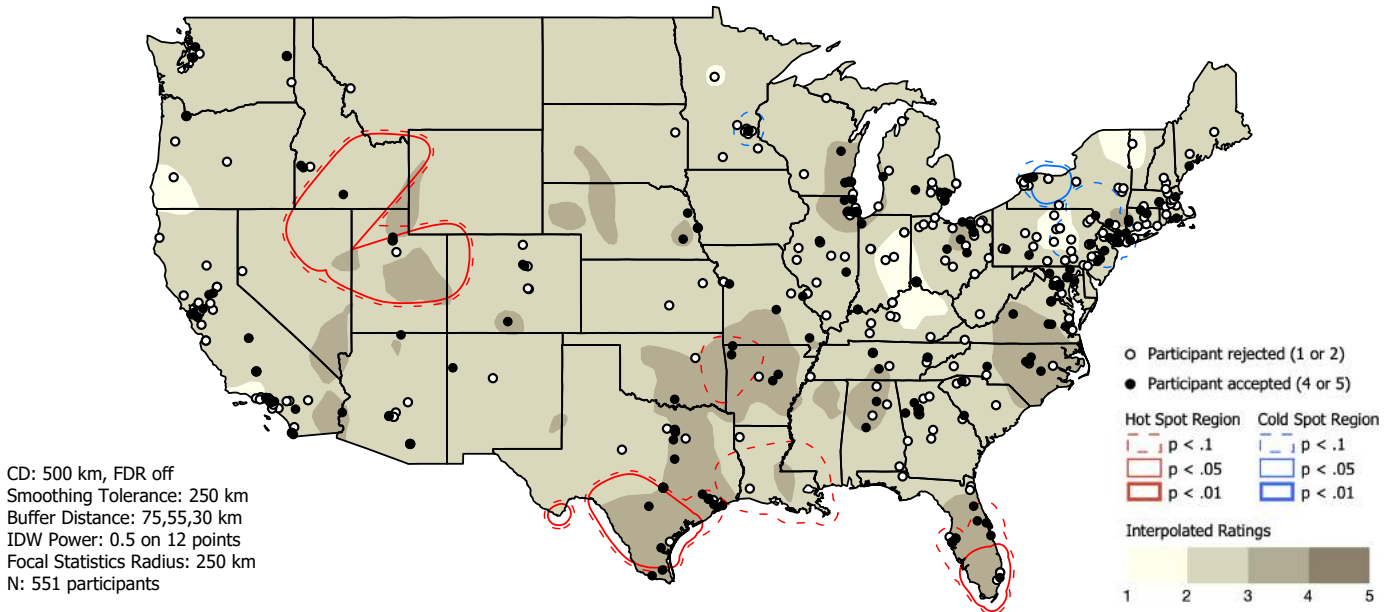 Participant rejected (1 or 2)
Participant accepted (4 or 5)
Hot Spot Region Cold Spot Region
p < .1 p < .1
p < .05 p < .05
p < .01 p < .01
Interpolated Ratings
1 2 3 4 5
CD: 500 km, FDR off
Smoothing Tolerance: 250 km
Buffer Distance: 75,55,30 km
IDW Power: 0.5 on 12 points
Focal Statistics Radius: 250 km
N: 551 participants